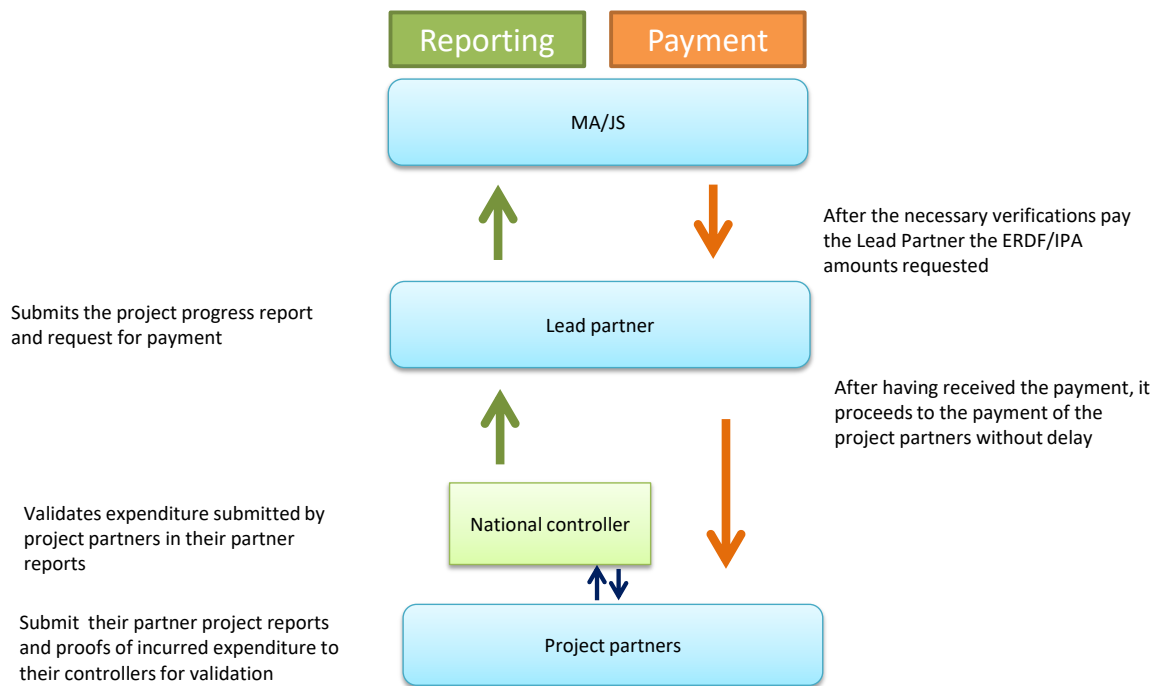 Reporting
Payment
MA/JS
After the necessary verifications pay
the Lead Partner the ERDF/IPA
amounts requested
Submits the project progress report
and request for payment
Lead partner
After having received the payment, it
proceeds to the payment of the
project partners without delay
Validates expenditure submitted by
project partners in their partner
reports
National controller
Submit their partner project reports
and proofs of incurred expenditure to
their controllers for validation
Project partners